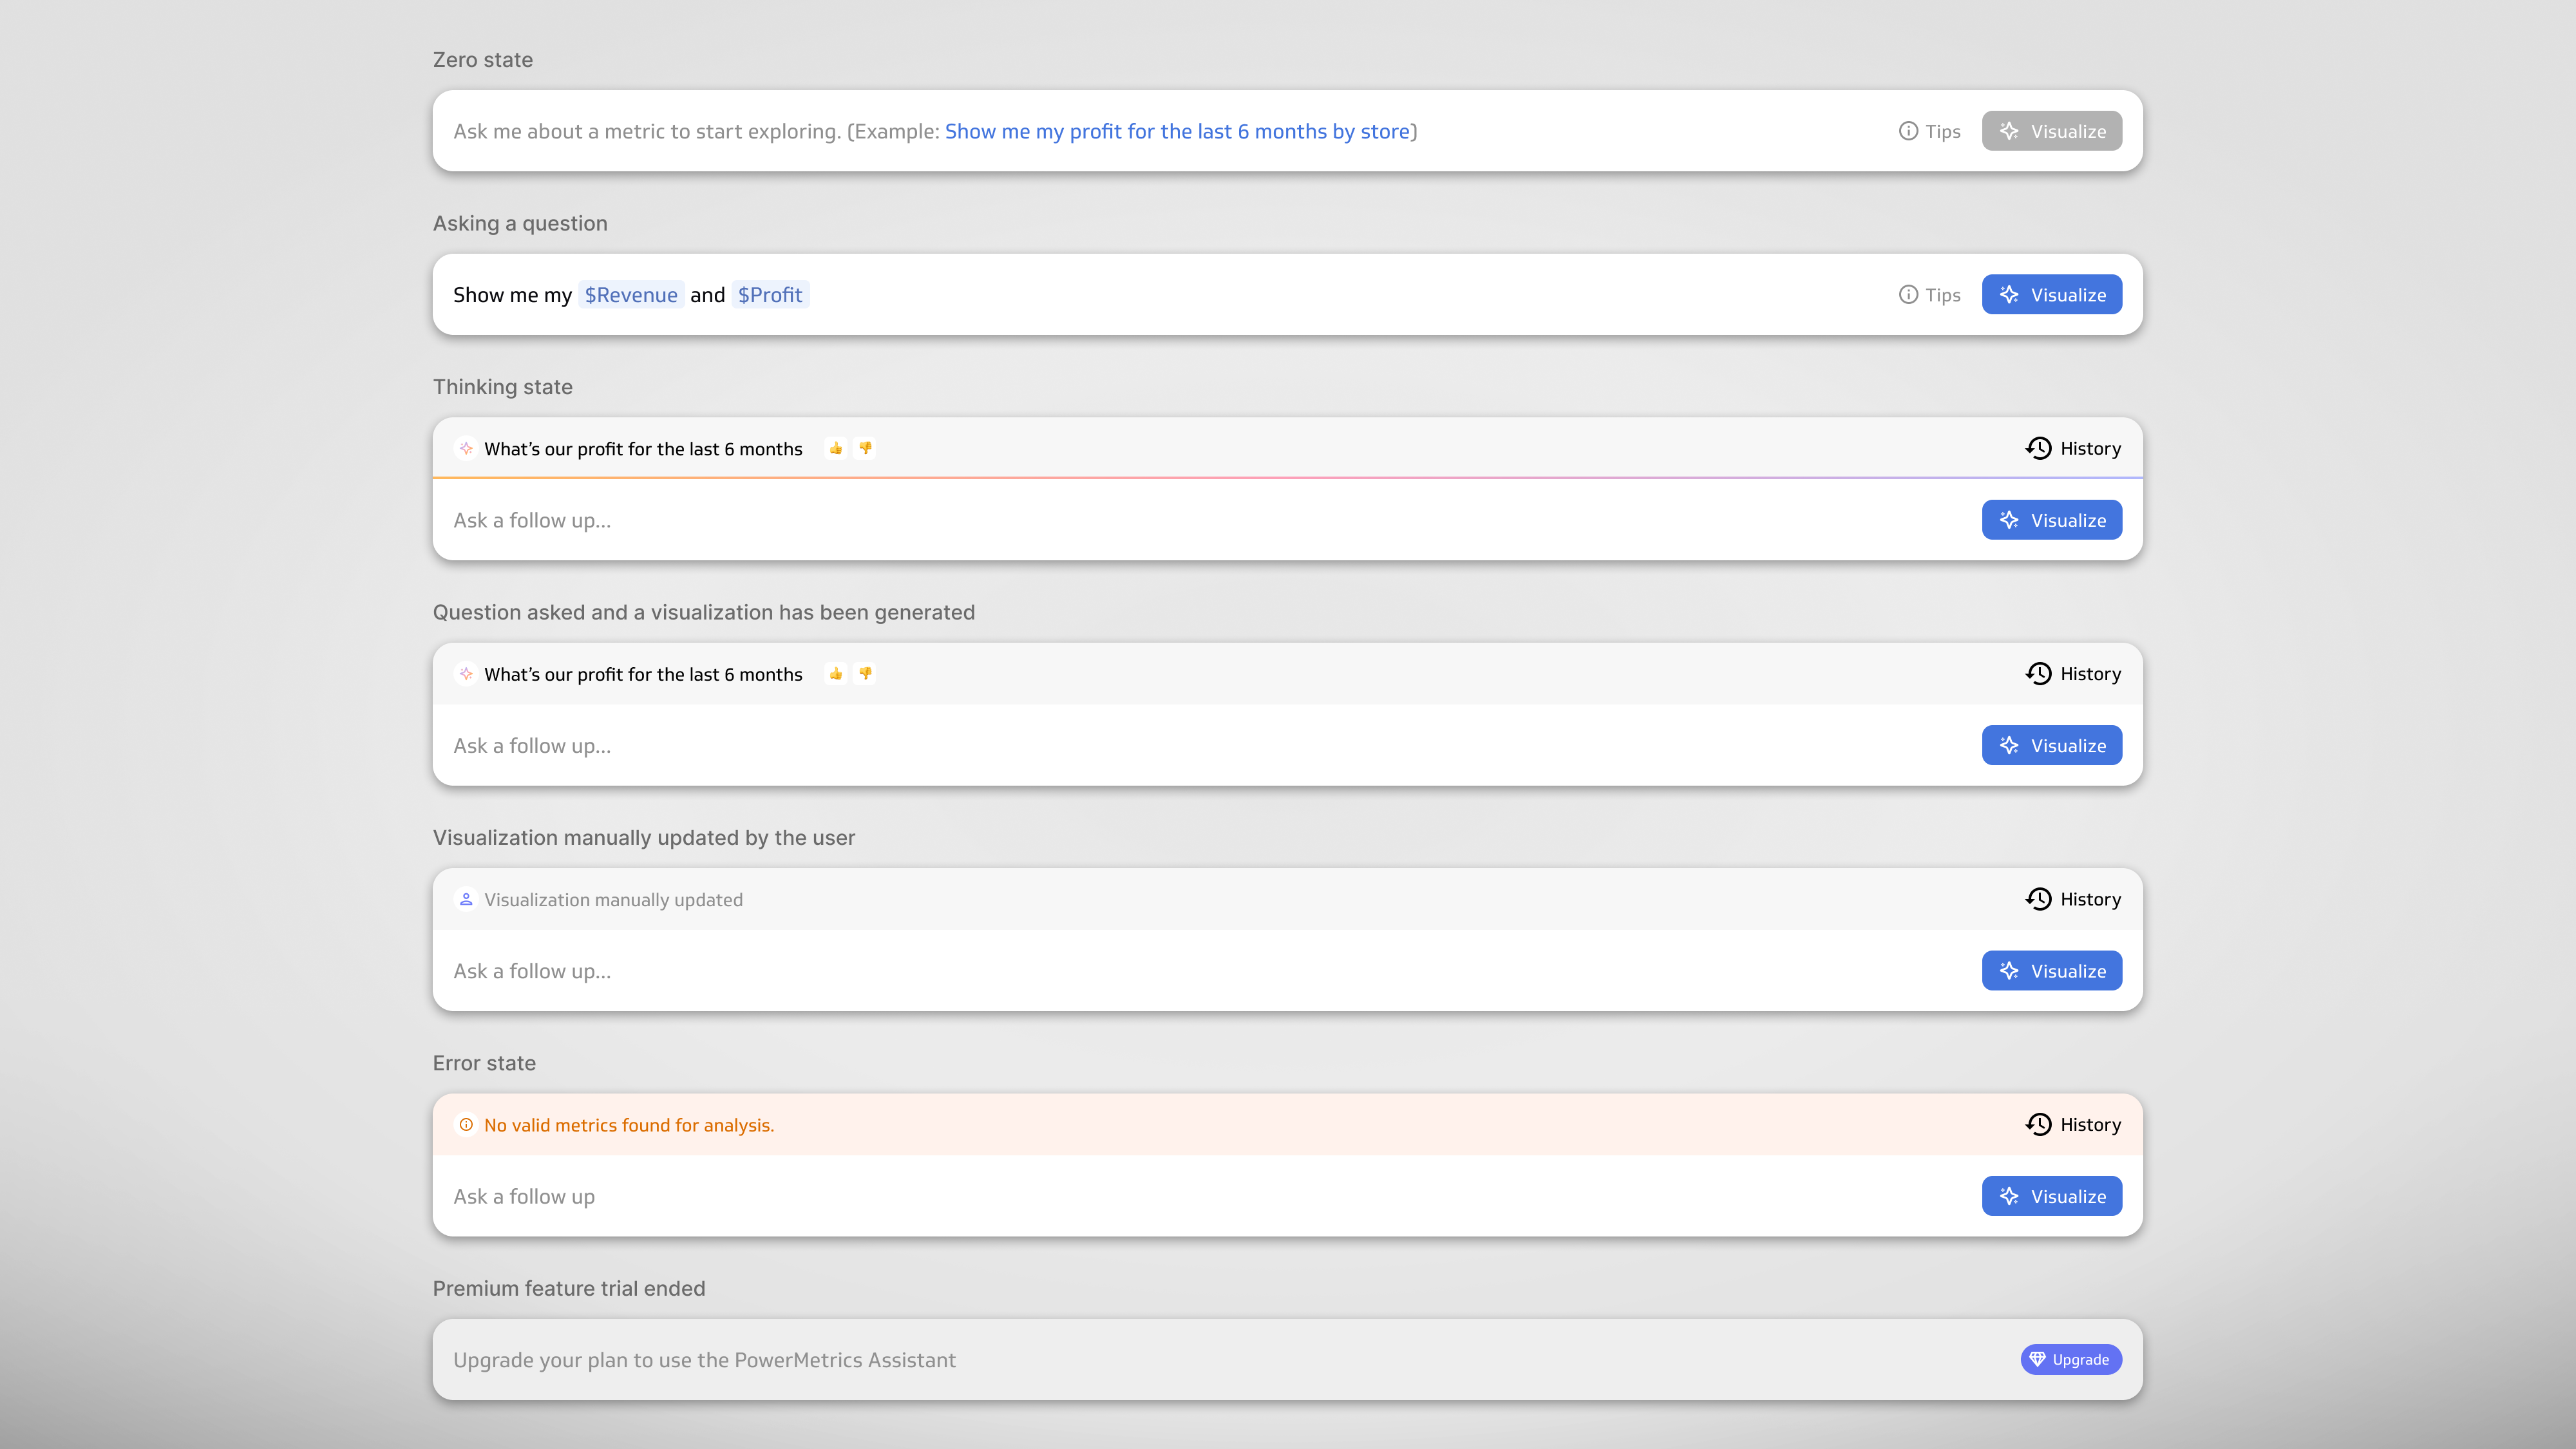 Zero state
Ask me about a metric to start exploring. (Example: Show me my profit for the last 6 months by store) Tips Visualize
Asking a question
Show me my $Revenue and $Profit Tips Visualize
Thinking state
What’s our profit for the last 6 months History
Ask a follow up... Visualize
Question asked and a visualization has been generated
What’s our profit for the last 6 months History
Ask a follow up... Visualize
Visualization manually updated by the user
Visualization manually updated History
Ask a follow up... Visualize
Error state
No valid metrics found for analysis. History
Ask a follow up Visualize
Premium feature trial ended
Upgrade your plan to use the PowerMetrics Assistant Upgrade